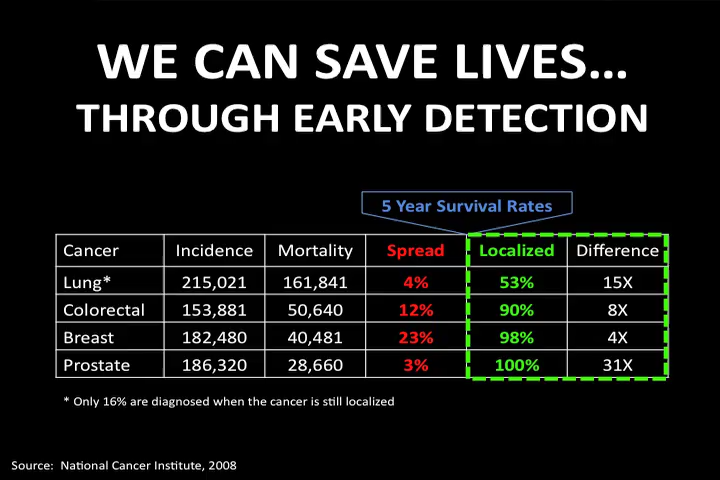 WE CAN SAVE LIVES...
THROUGH EARLY DETECTION
5 Year Survival Rates
Cancer Incidence Mortality Spread Localized Difference
Lung* 215,021 161,841 4% 53% 15X
Colorectal 153,881 50,640 12% 90% 8X
Breast 182,480 40,481 23% 98% 4X
Prostate 186,320 28,660 3% 100% 31X
* Only 16% are diagnosed when the cancer is still localized
Source: National Cancer Institute, 2008